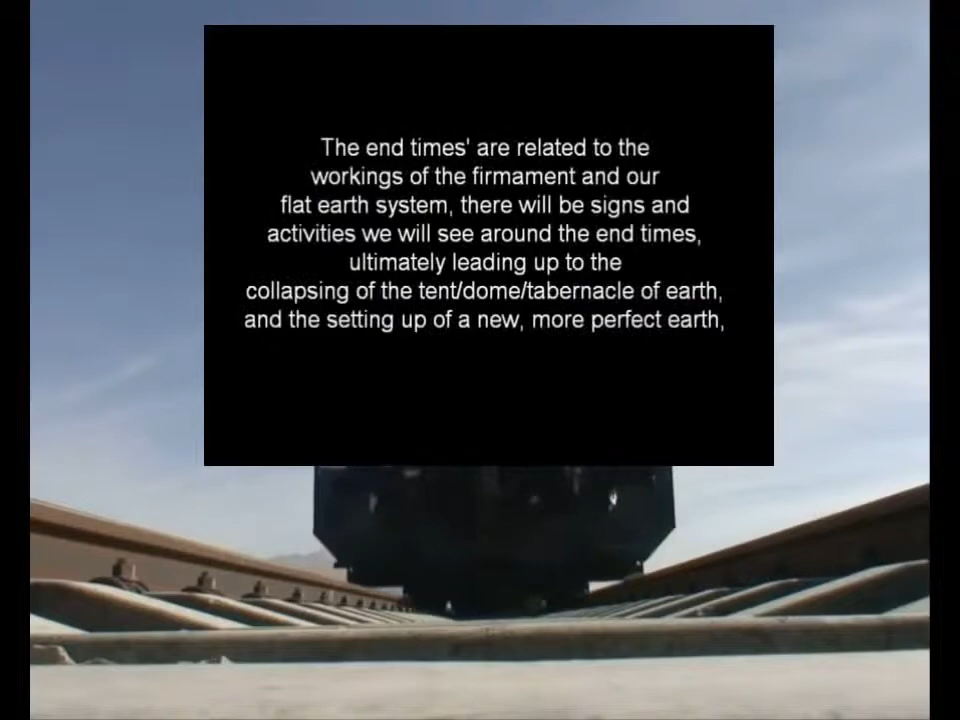 The end times' are related to the
workings of the firmament and our
flat earth system, there will be signs and
activities we will see around the end times,
ultimately leading up to the
collapsing of the tent/dome/tabernacle of earth,
and the setting up of a new, more perfect earth,